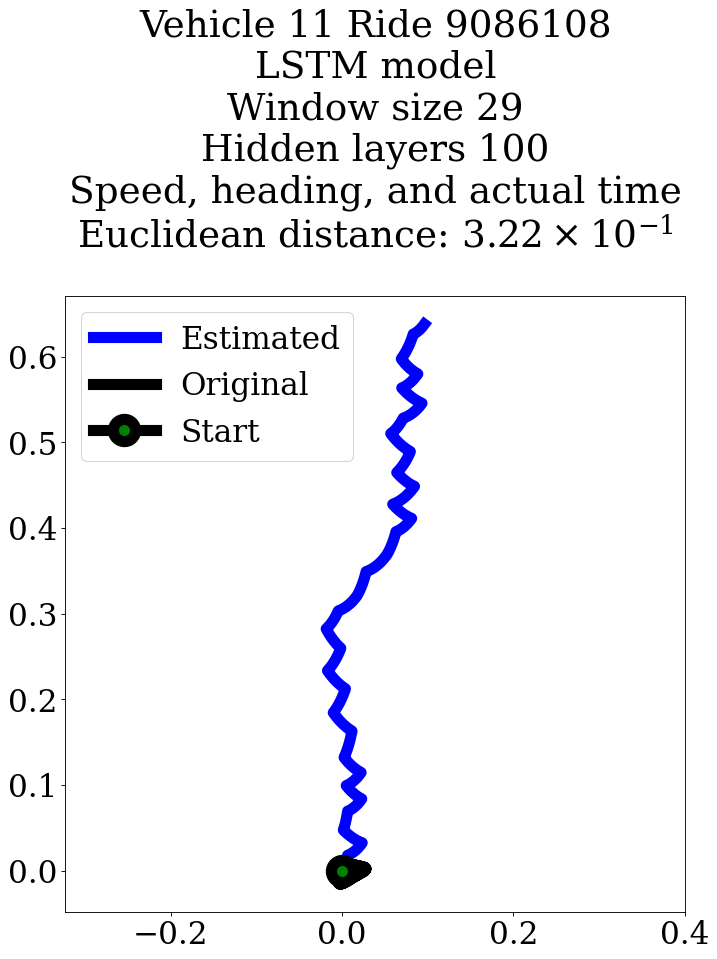 Vehicle 11 Ride 9086108
LSTM model
Window size 29
Hidden layers 100
Speed, heading, and actual time
Euclidean distance: 3.22 × 10⁻¹
Estimated
Original
Start
0.6
0.5
0.4
0.3
0.2
0.1
0.0
−0.2 0.0 0.2 0.4